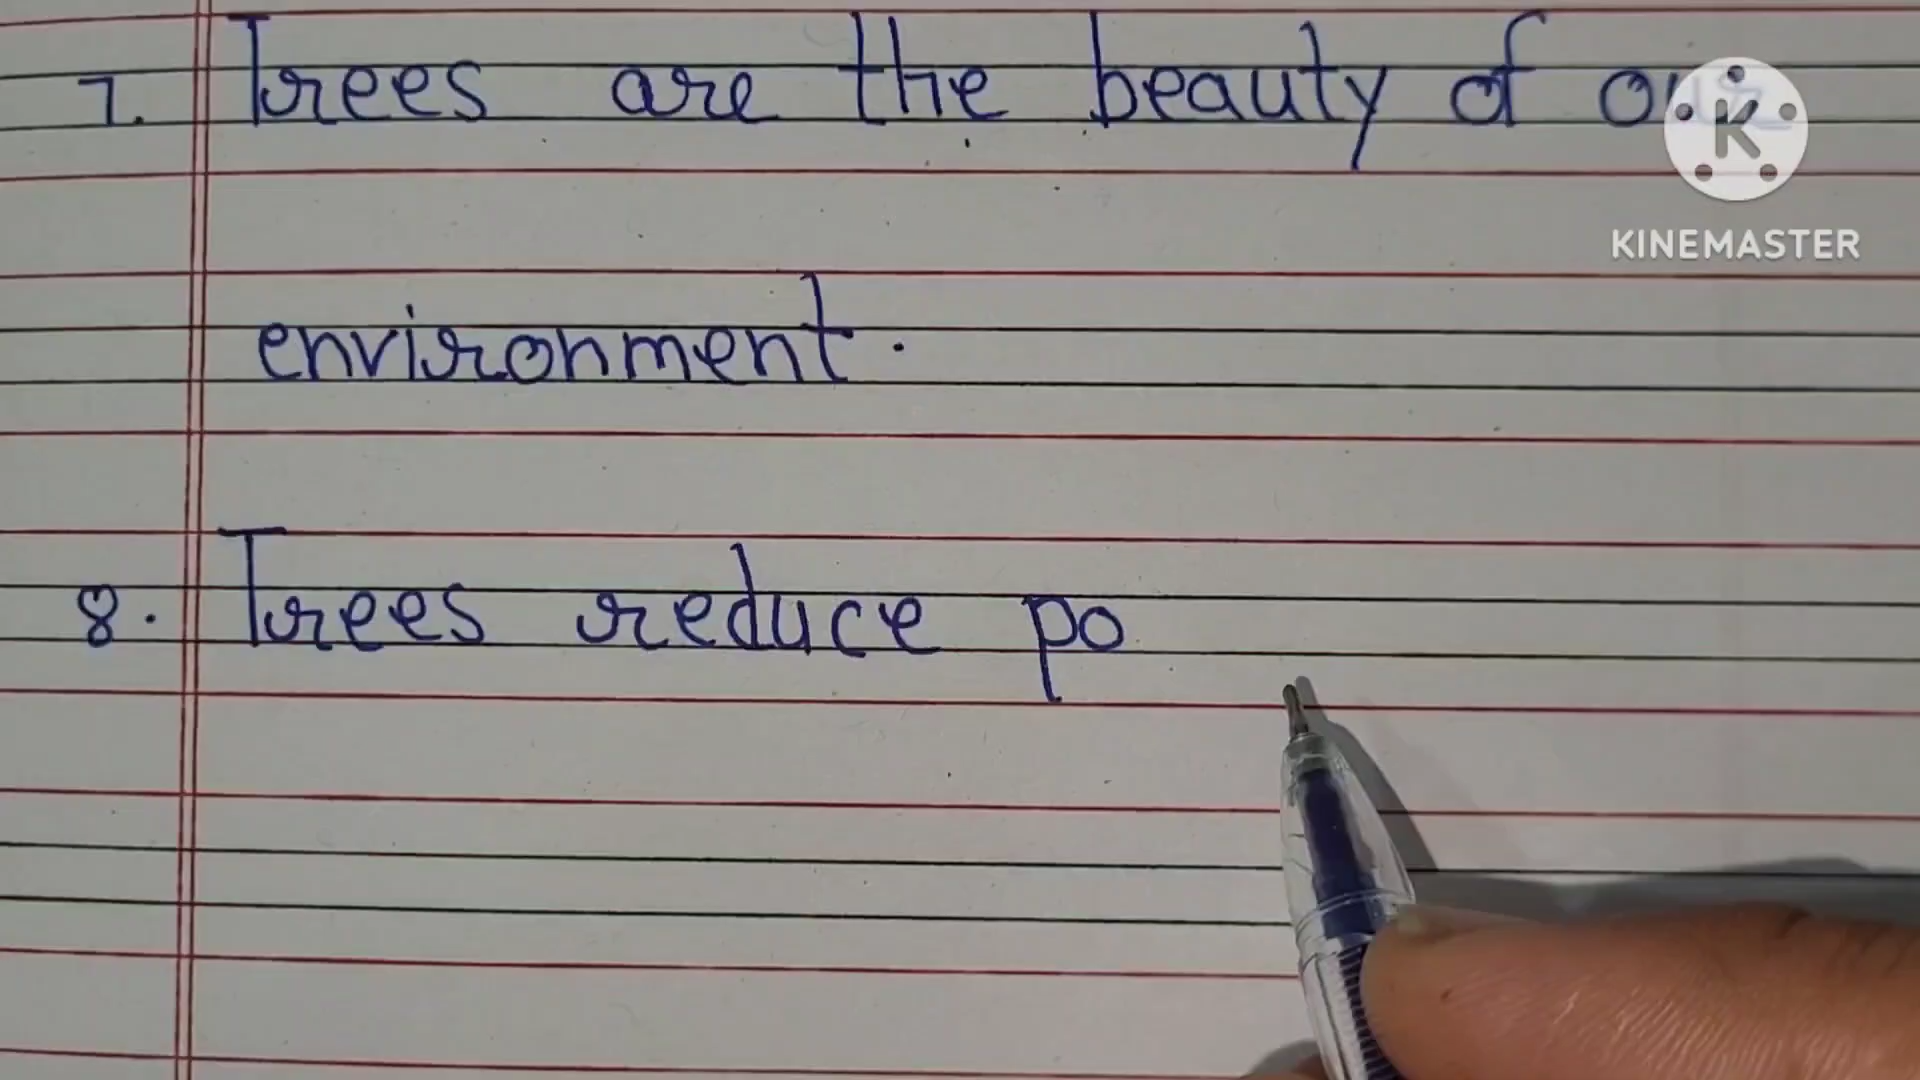 7. Trees are the beauty of our
KINEMASTER
environment.
8. Trees reduce po